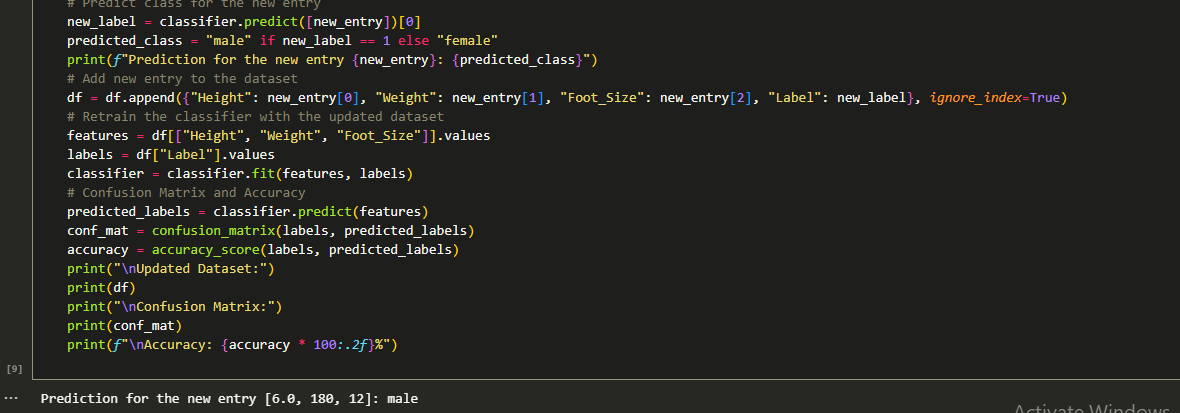 # Predict class for the new entry
new_label = classifier.predict([new_entry])[0]
predicted_class = "male" if new_label == 1 else "female"
print(f"Prediction for the new entry {new_entry}: {predicted_class}")
# Add new entry to the dataset
df = df.append({"Height": new_entry[0], "Weight": new_entry[1], "Foot_Size": new_entry[2], "Label": new_label}, ignore_index=True)
# Retrain the classifier with the updated dataset
features = df[["Height", "Weight", "Foot_Size"]].values
labels = df["Label"].values
classifier = classifier.fit(features, labels)
# Confusion Matrix and Accuracy
predicted_labels = classifier.predict(features)
conf_mat = confusion_matrix(labels, predicted_labels)
accuracy = accuracy_score(labels, predicted_labels)
print("\nUpdated Dataset:")
print(df)
print("\nConfusion Matrix:")
print(conf_mat)
print(f"\nAccuracy: {accuracy * 100:.2f}%")
[9]
... Prediction for the new entry [6.0, 180, 12]: male
Activate Windows